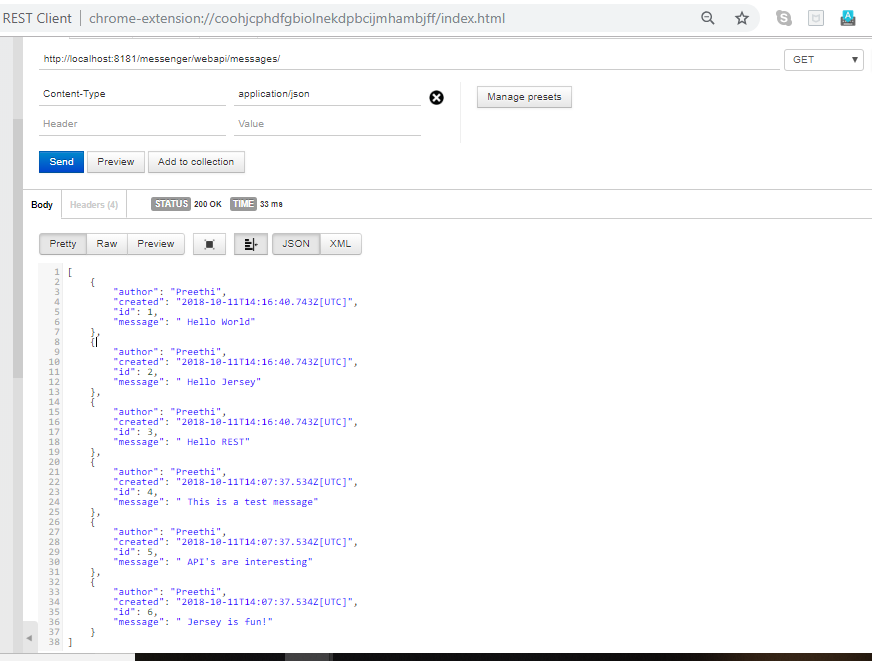 REST Client chrome-extension://coohjcphdfgbiolnekdpbcijmhambjff/index.html
http://localhost:8181/messenger/webapi/messages/ GET
Content-Type application/json Manage presets
Header Value
Send Preview Add to collection
Body Headers (4) STATUS 200 OK TIME 33 ms
Pretty Raw Preview JSON XML
1 [
2 {
3 "author": "Preethi",
4 "created": "2018-10-11T14:16:40.743Z[UTC]",
5 "id": 1,
6 "message": " Hello World"
7 },
8 {
9 "author": "Preethi",
10 "created": "2018-10-11T14:16:40.743Z[UTC]",
11 "id": 2,
12 "message": " Hello Jersey"
13 },
14 {
15 "author": "Preethi",
16 "created": "2018-10-11T14:16:40.743Z[UTC]",
17 "id": 3,
18 "message": " Hello REST"
19 },
20 {
21 "author": "Preethi",
22 "created": "2018-10-11T14:07:37.534Z[UTC]",
23 "id": 4,
24 "message": " This is a test message"
25 },
26 {
27 "author": "Preethi",
28 "created": "2018-10-11T14:07:37.534Z[UTC]",
29 "id": 5,
30 "message": " API's are interesting"
31 },
32 {
33 "author": "Preethi",
34 "created": "2018-10-11T14:07:37.534Z[UTC]",
35 "id": 6,
36 "message": " Jersey is fun!"
37 }
38 ]